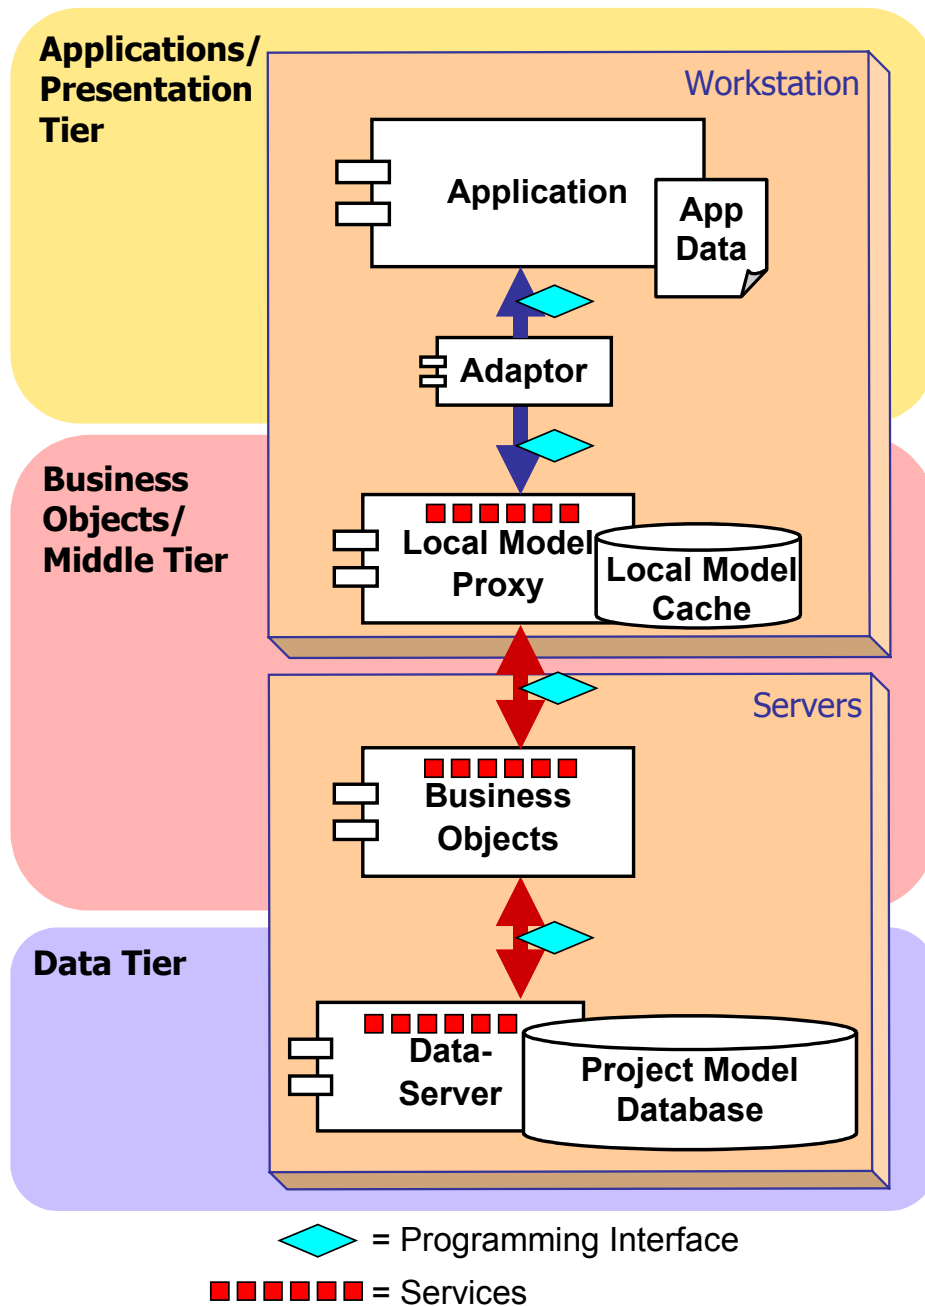 Applications/
Presentation
Tier
Workstation
Application
App
Data
Adaptor
Business
Objects/
Middle Tier
Local Model
Proxy
Local Model
Cache
Servers
Business
Objects
Data Tier
Data-
Server
Project Model
Database
= Programming Interface
= Services